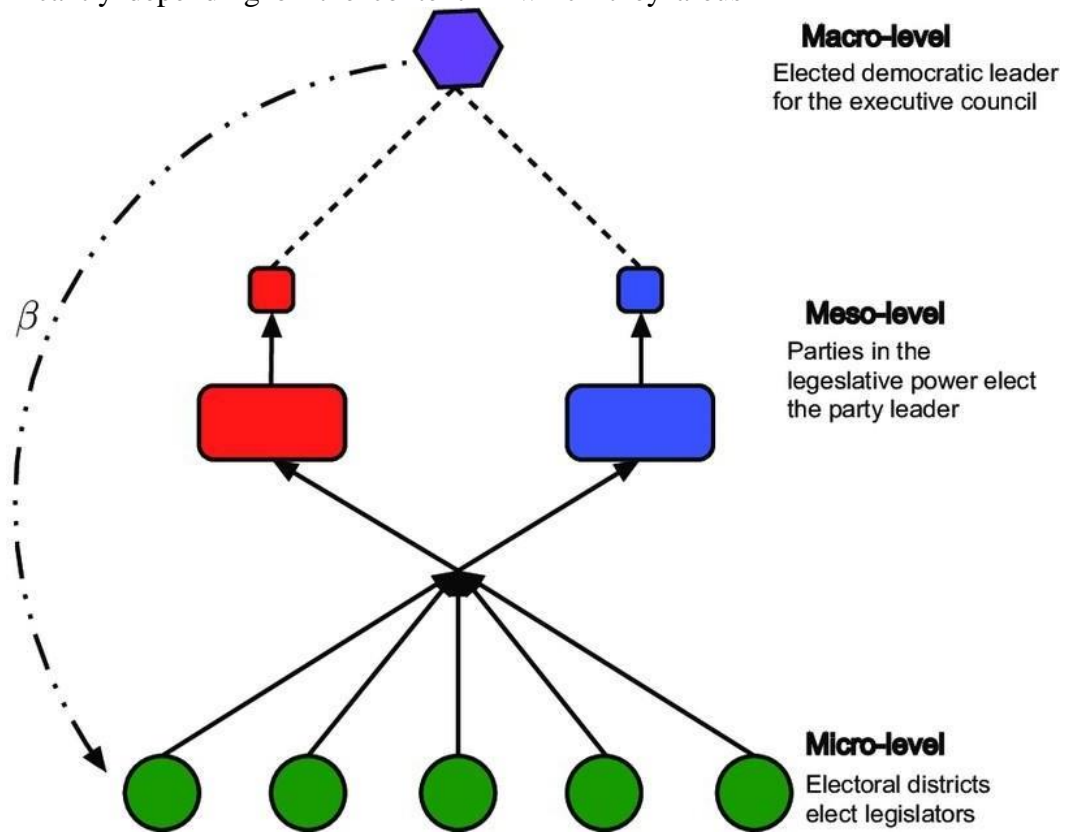 Macro-level
Elected democratic leader
for the executive council
β
Meso-level
Parties in the
legeslative power elect
the party leader
Micro-level
Electoral districts
elect legislators